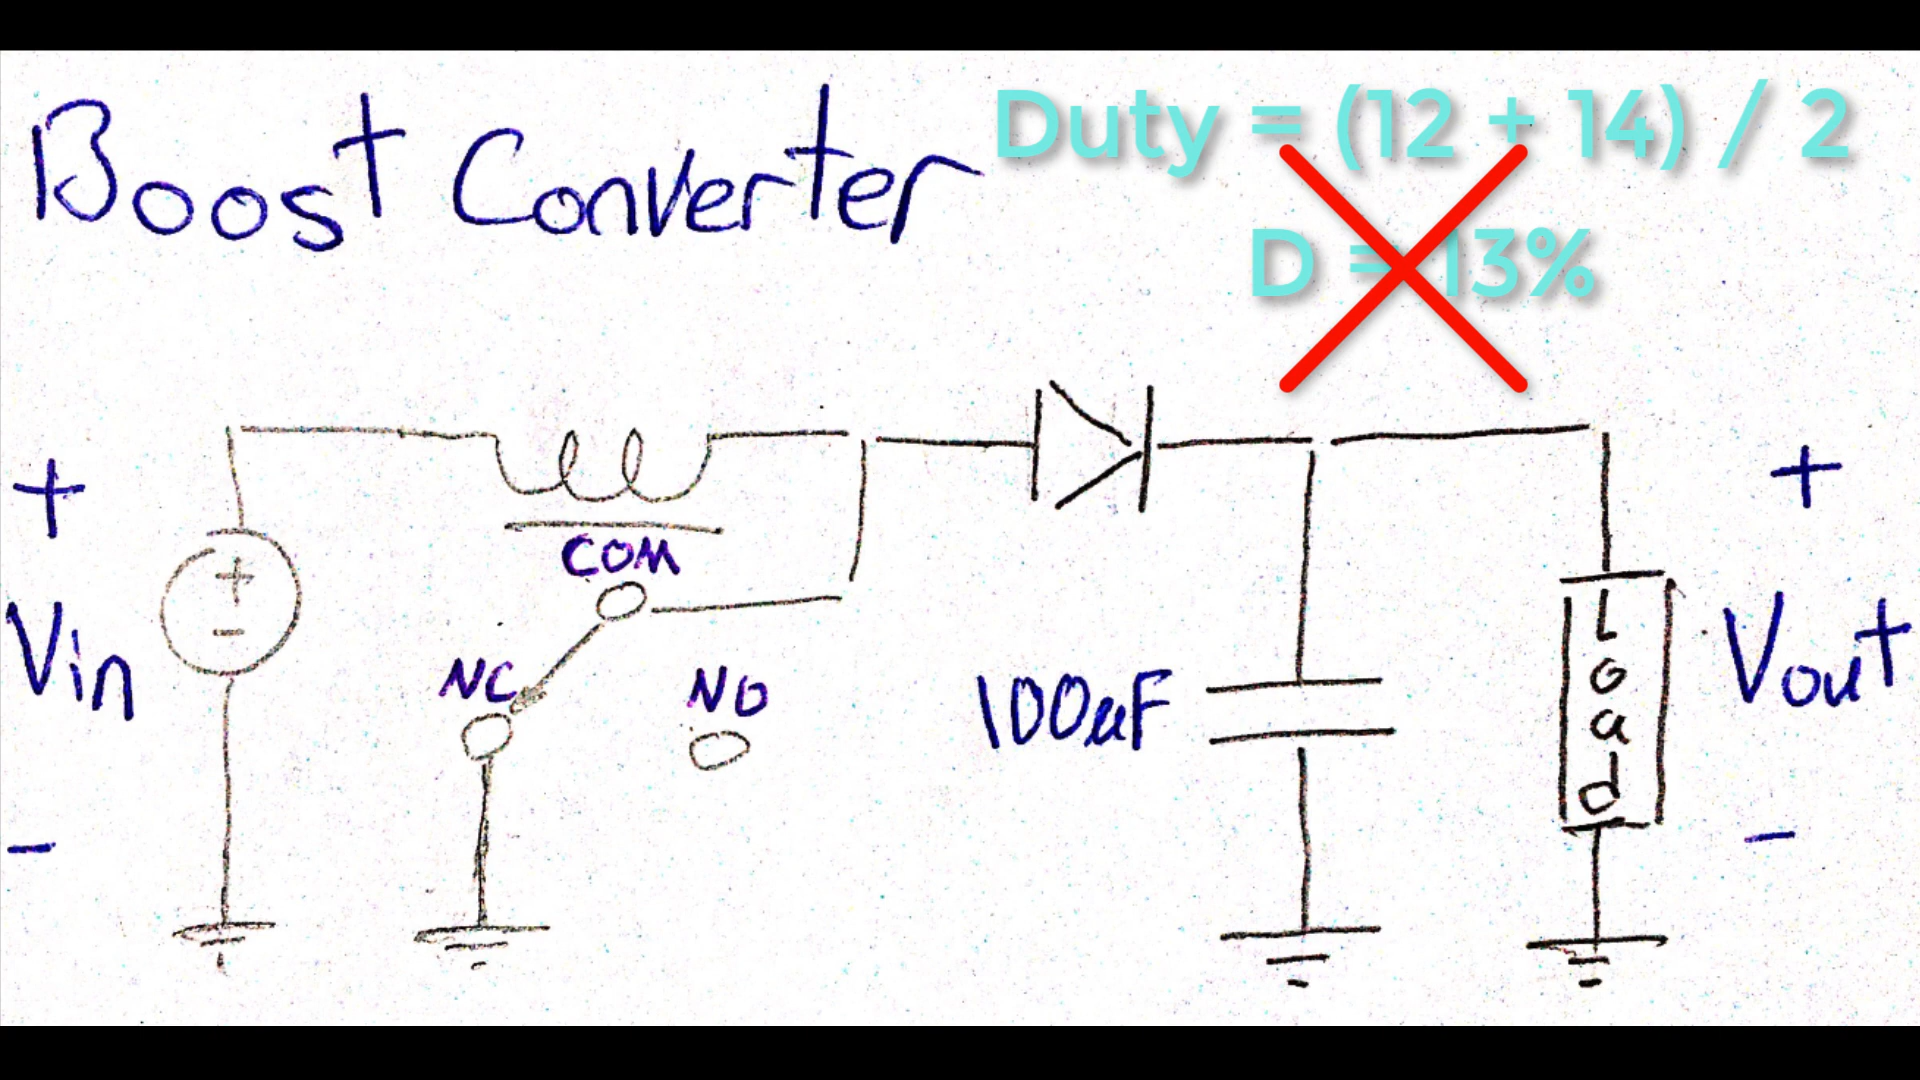 Boost Converter
Duty = (12 + 14) / 2
D = 13%
+
+
COM
+
-
Vin
NC
NO
100uF
Load
Vout
-
-